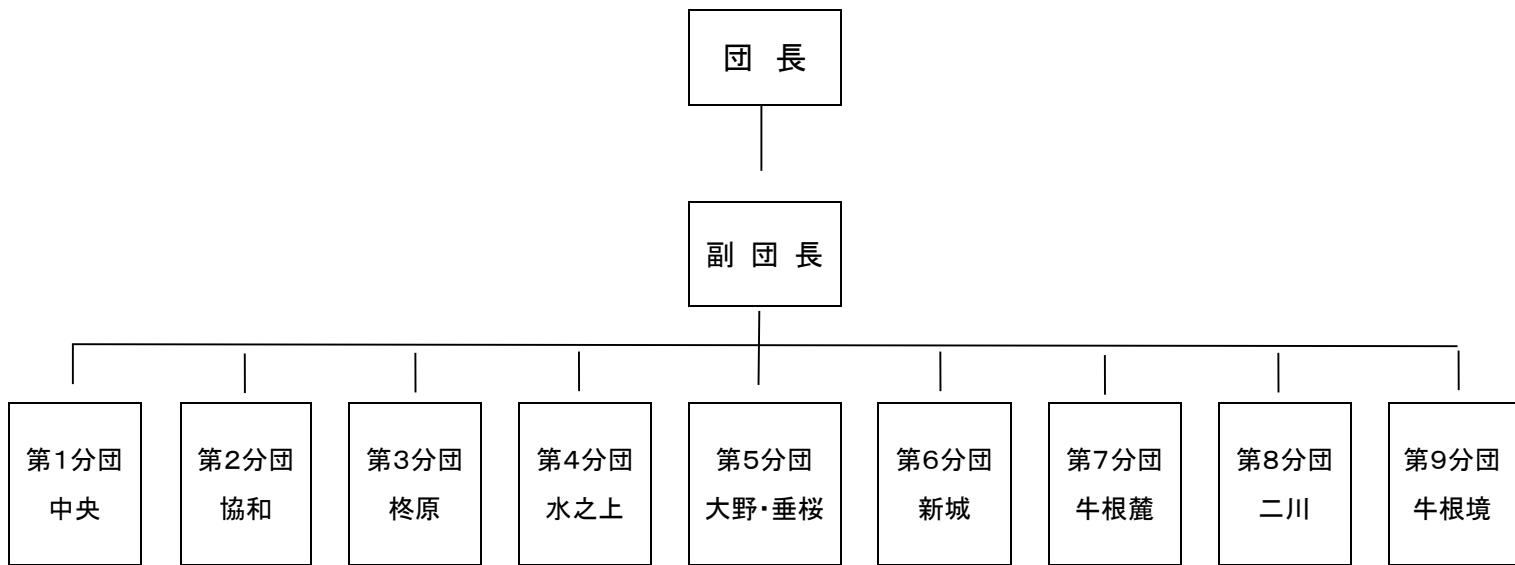 団 長
副 団 長
第1分団
中央
第2分団
協和
第3分団
柊原
第4分団
水之上
第5分団
大野・垂桜
第6分団
新城
第7分団
牛根麓
第8分団
二川
第9分団
牛根境